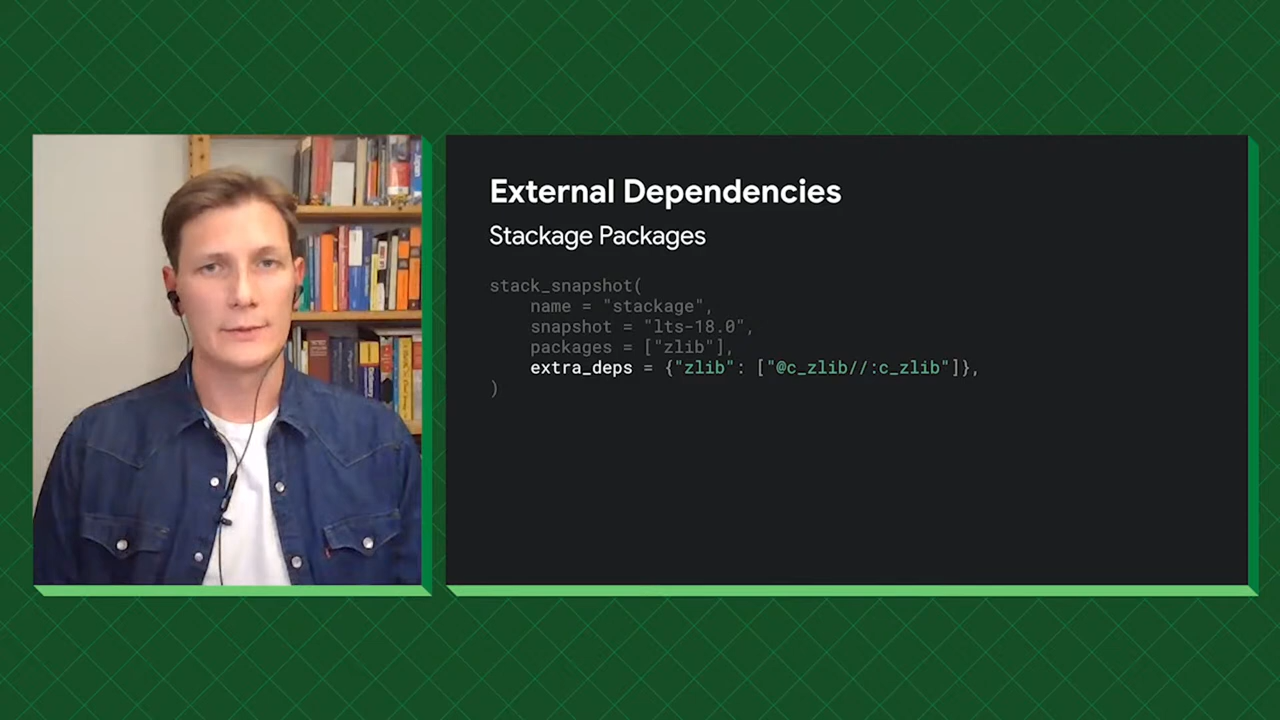 External Dependencies
Stackage Packages
stack_snapshot(
    name = "stackage",
    snapshot = "lts-18.0",
    packages = ["zlib"],
    extra_deps = {"zlib": ["@c_zlib//:c_zlib"]},
)